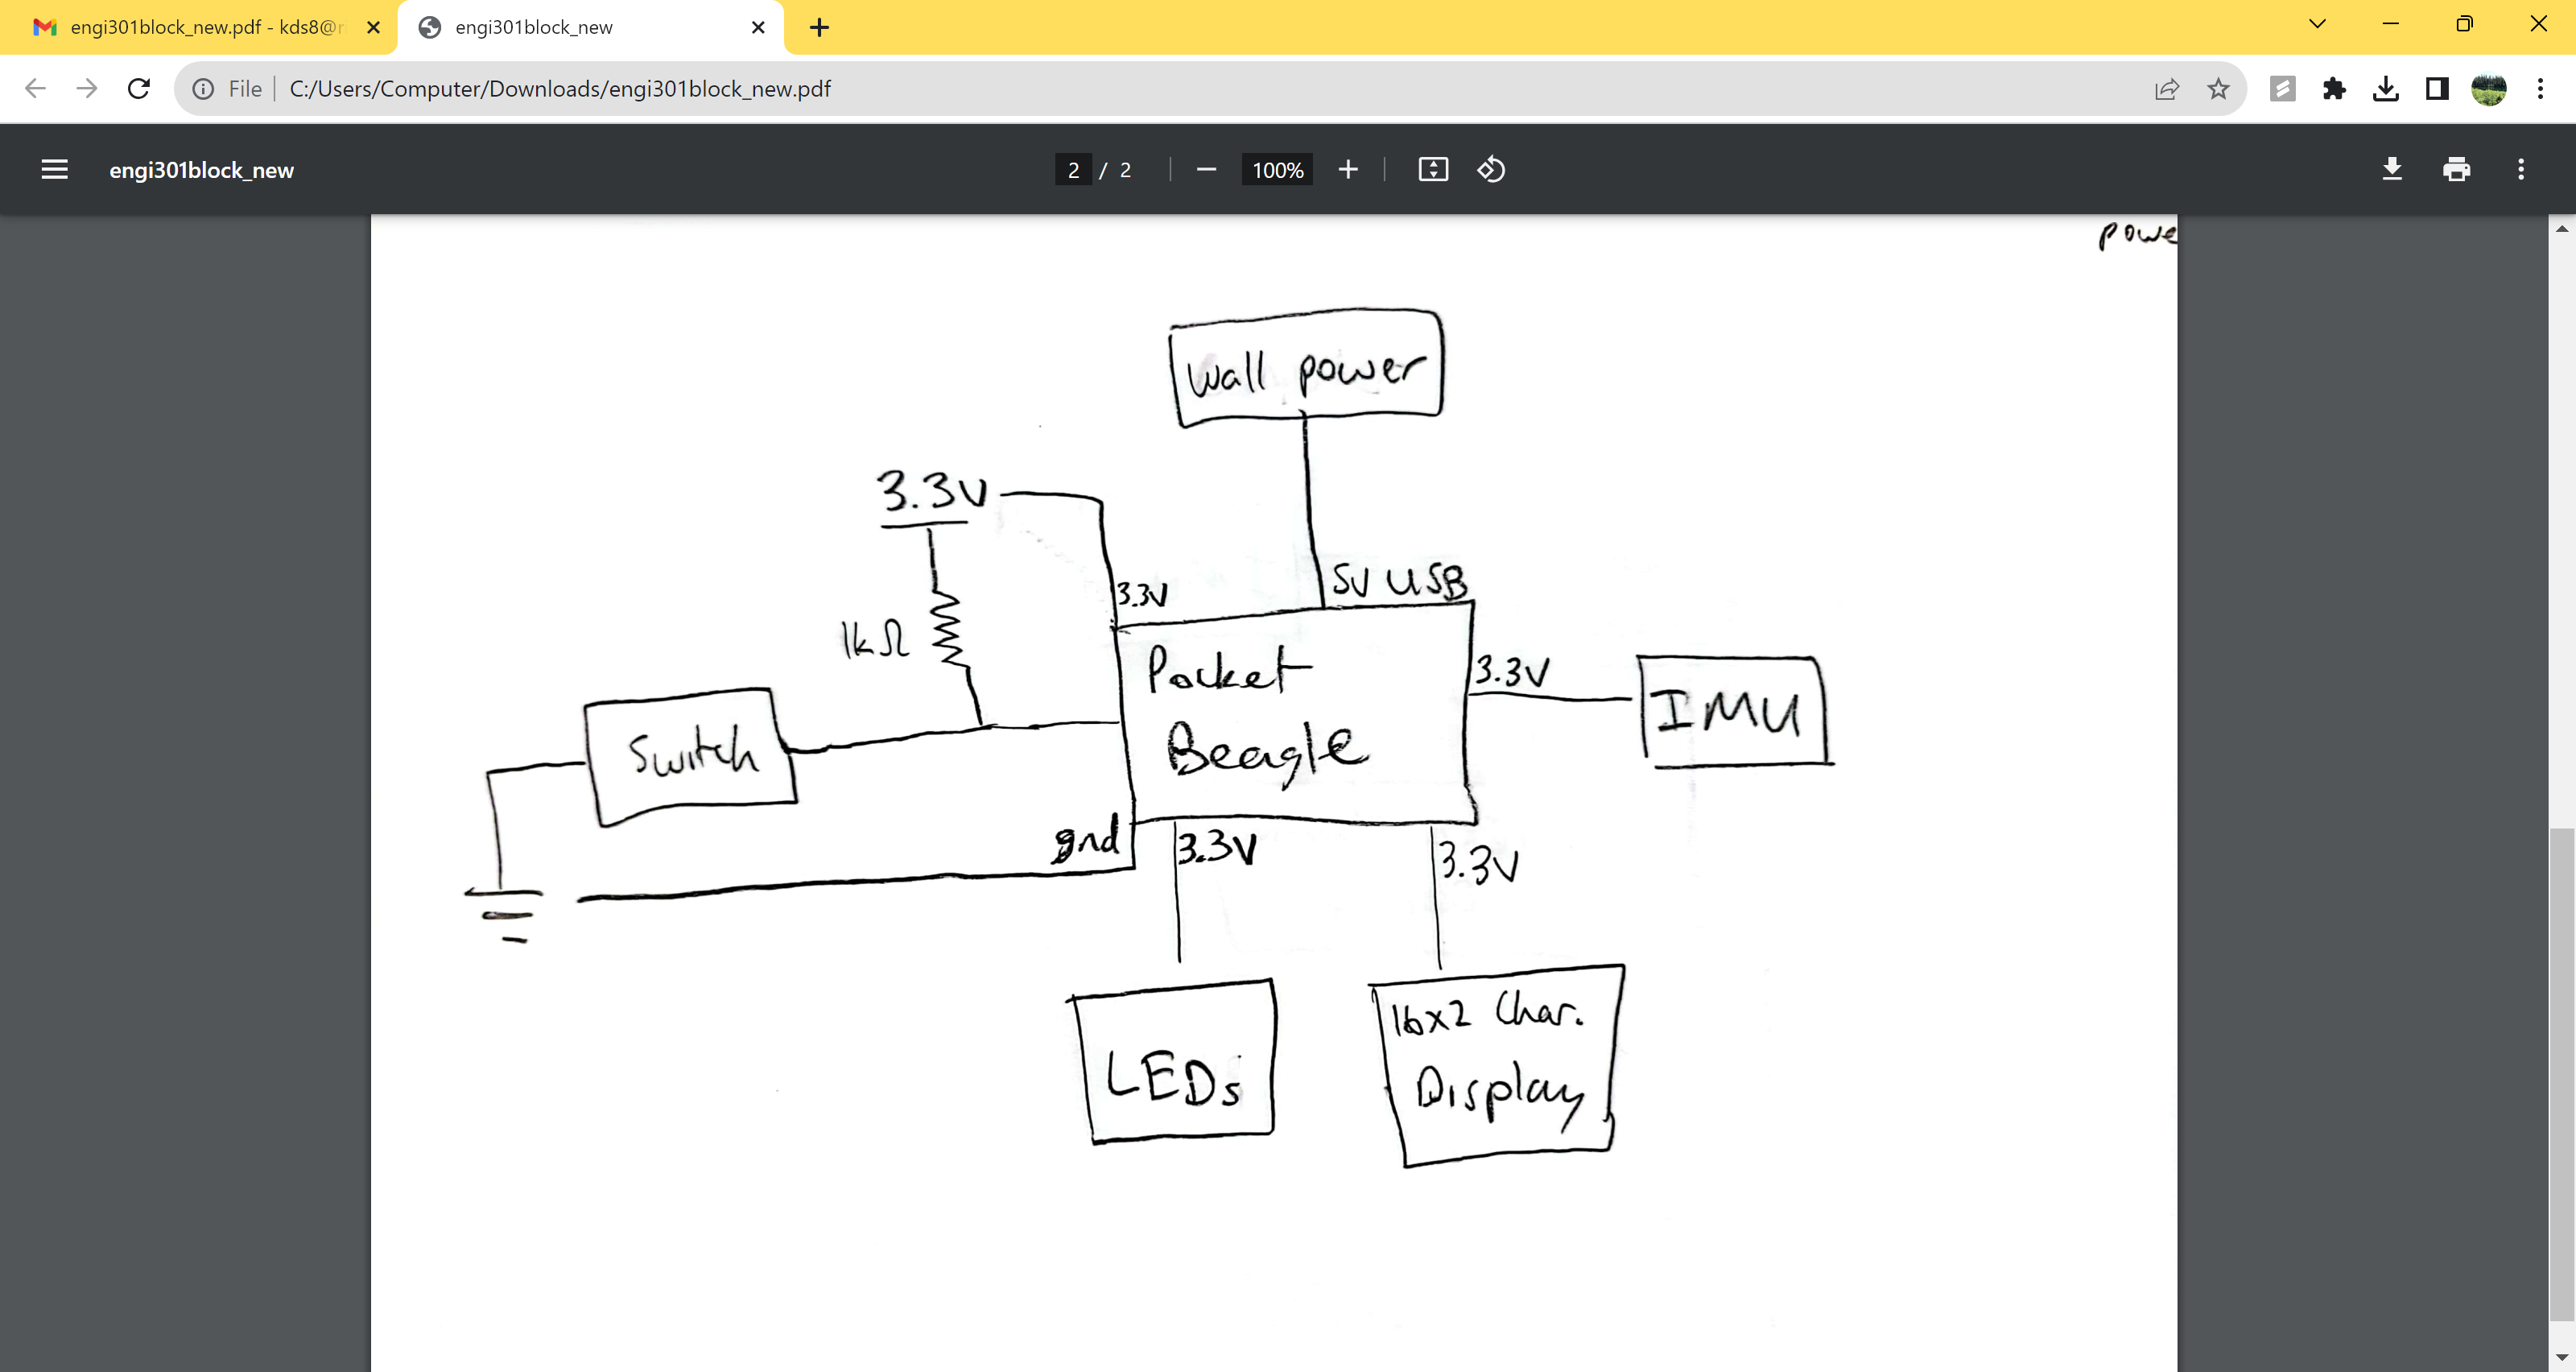 engi301block_new.pdf - kds8@r
engi301block_new
File
C:/Users/Computer/Downloads/engi301block_new.pdf
engi301block_new
2 / 2
100%
powe
wall power
3.3V
3.3V
5V USB
1kΩ
Pocket
Beagle
3.3V
IMU
Switch
gnd
3.3V
3.3V
LEDs
16x2 Char.
Display